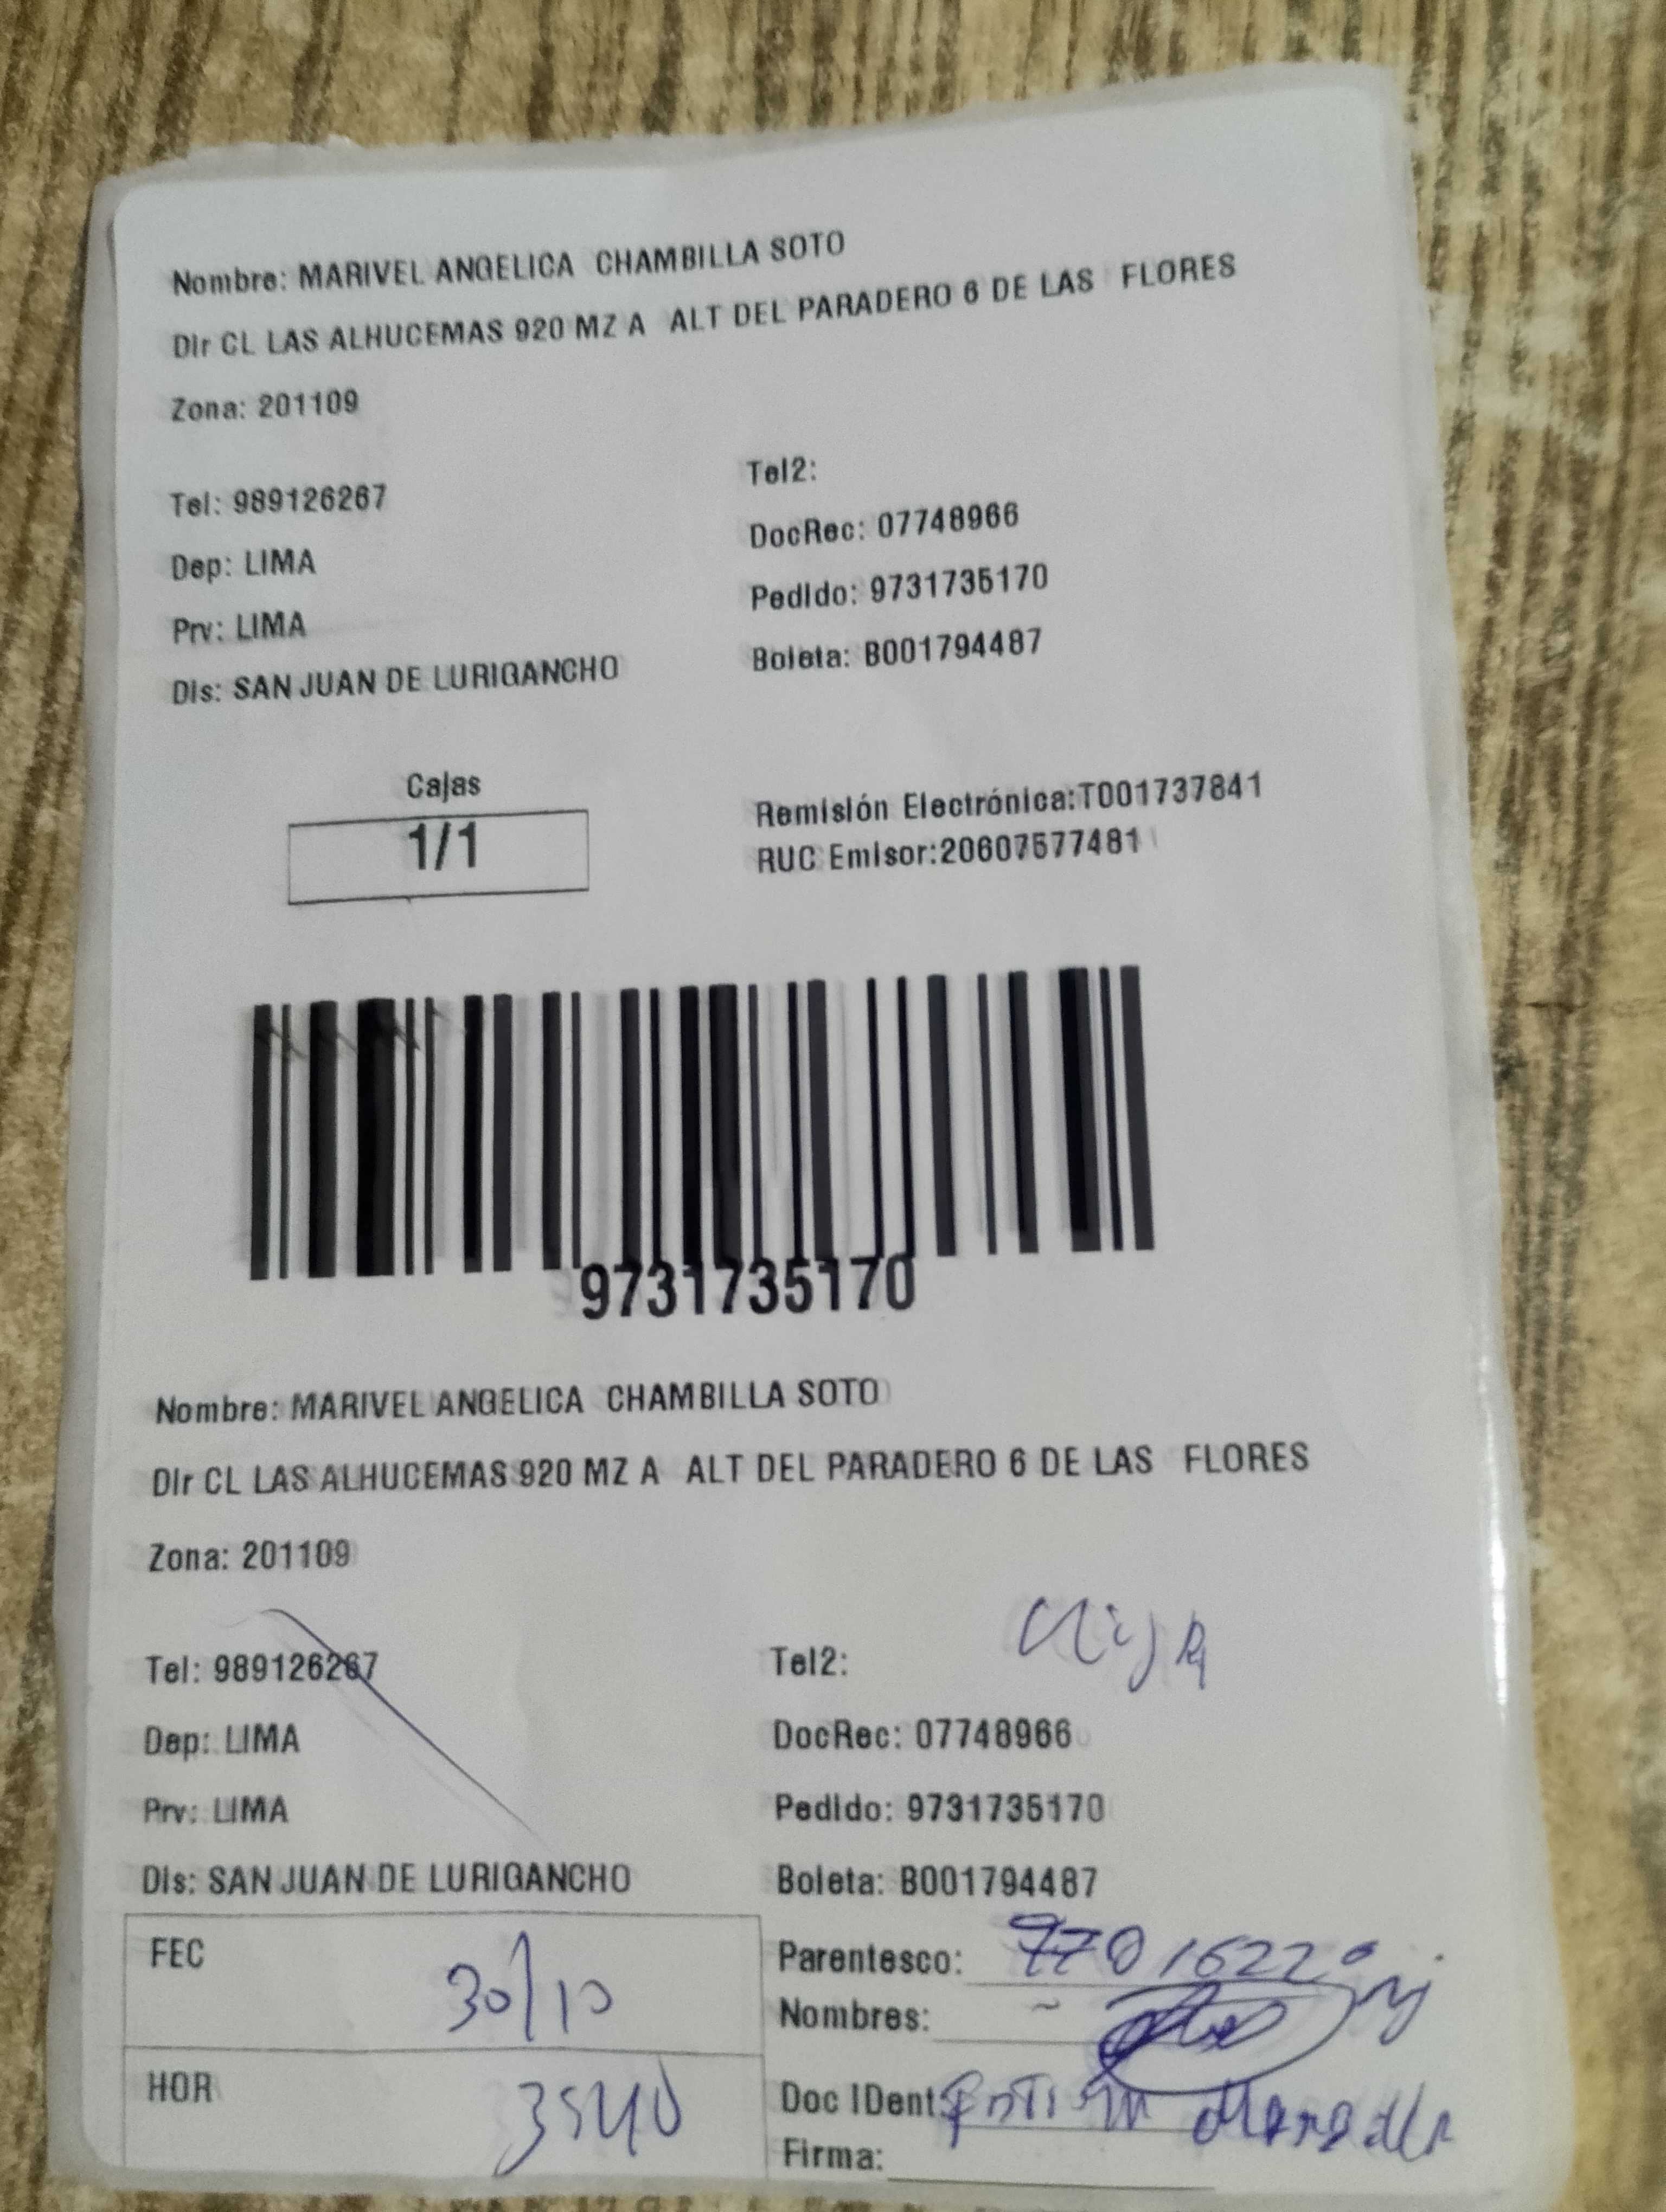 Nombre: MARIVEL ANGELICA CHAMBILLA SOTO
Dir CL LAS ALHUCEMAS 920 MZ A ALT DEL PARADERO 6 DE LAS FLORES
Zona: 201109
Tel: 989126267
Tel2:
Dep: LIMA
DocRec: 07748966
Prv: LIMA
Pedido: 9731735170
Dis: SAN JUAN DE LURIGANCHO
Boleta: B001794487
Cajas
1/1
Remisión Electrónica:T001737841
RUC Emisor:20607577481
9731735170
Nombre: MARIVEL ANGELICA CHAMBILLA SOTO
Dir CL LAS ALHUCEMAS 920 MZ A ALT DEL PARADERO 6 DE LAS FLORES
Zona: 201109
Tel: 989126267
Tel2:
Dep: LIMA
DocRec: 07748966
Prv: LIMA
Pedido: 9731735170
Dis: SAN JUAN DE LURIGANCHO
Boleta: B001794487
FEC 30/10
Parentesco:
Nombres:
HOR
Doc IDent:
Firma: